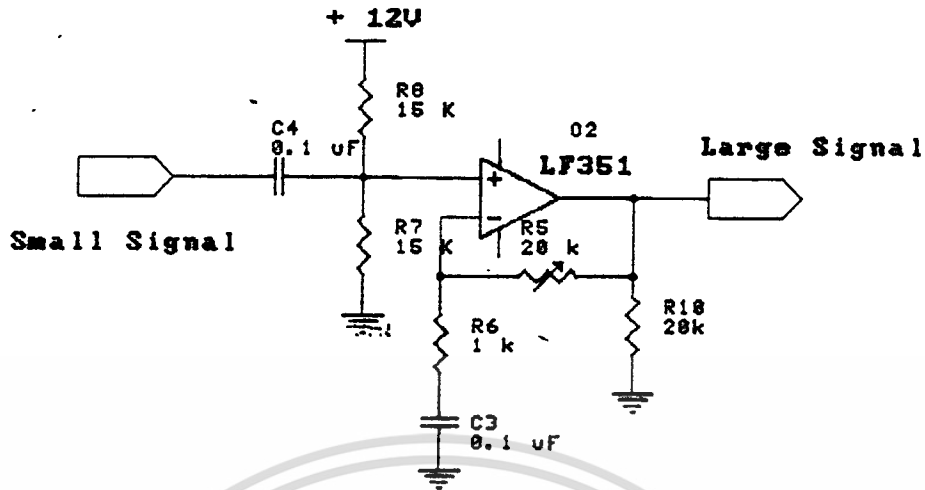 + 12V
R8
15 K
C4
0.1 uF
O2
LF351
Large Signal
Small Signal
R7
15 K
R5
20 k
+
-
R6
1 k
R10
20k
C3
0.1 uF